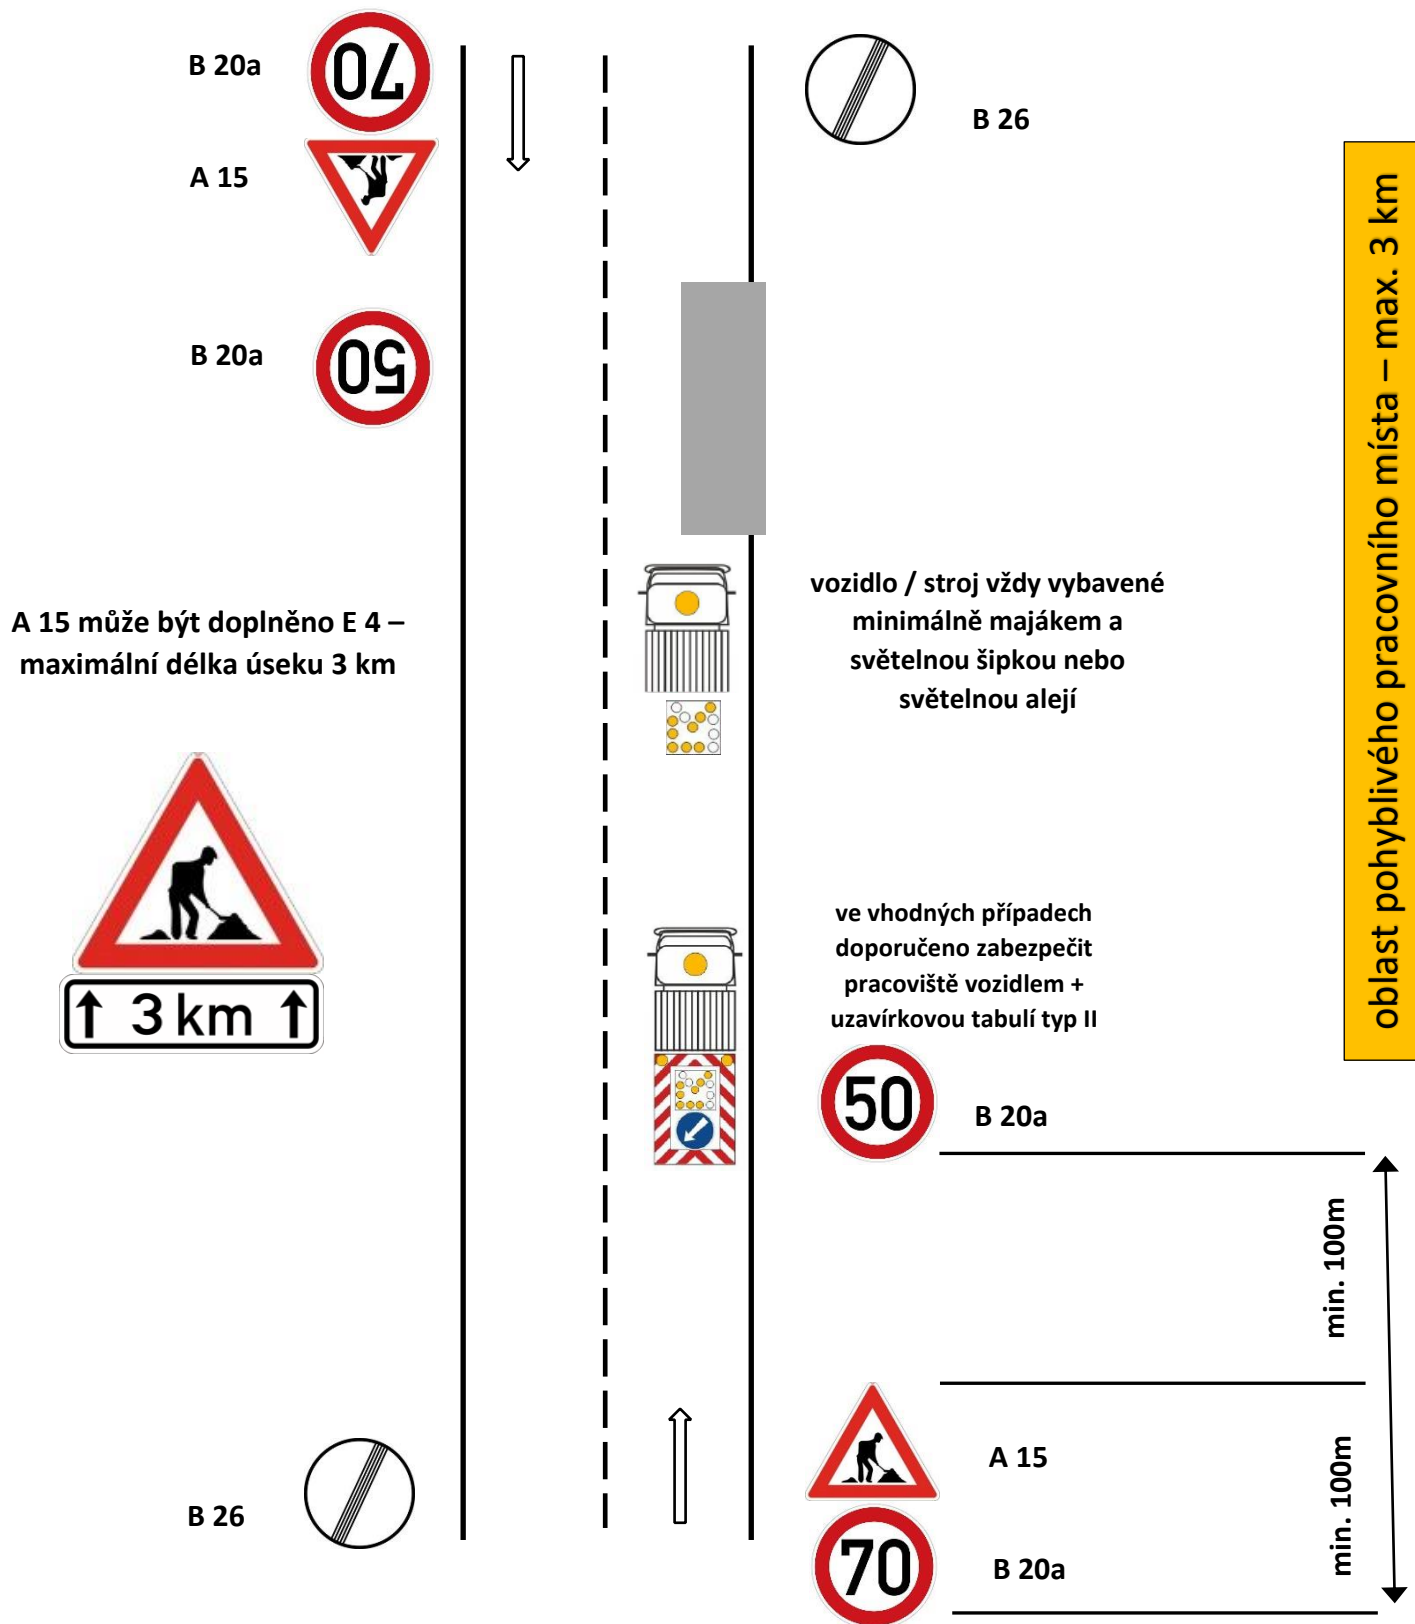 B 20a
70
B 26
A 15
B 20a
50
oblast pohyblivého pracovního místa – max. 3 km
vozidlo / stroj vždy vybavené
minimálně majákem a
světelnou šipkou nebo
světelnou alejí
A 15 může být doplněno E 4 –
maximální délka úseku 3 km
3 km
ve vhodných případech
doporučeno zabezpečit
pracoviště vozidlem +
uzavírkovou tabulí typ II
50
B 20a
min. 100m
A 15
B 26
70
B 20a
min. 100m